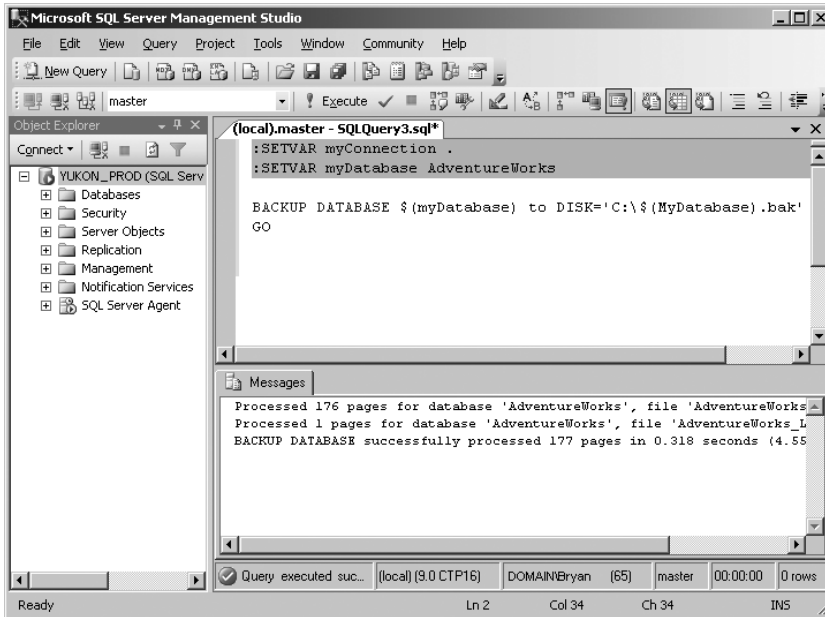 Microsoft SQL Server Management Studio
File Edit View Query Project Tools Window Community Help
New Query MDX DMX
master Execute
Object Explorer
(local).master - SQLQuery3.sql*
Connect
:SETVAR myConnection .
:SETVAR myDatabase AdventureWorks
YUKON_PROD (SQL Serv
Databases
Security
Server Objects
Replication
Management
Notification Services
SQL Server Agent
BACKUP DATABASE $(myDatabase) to DISK='C:\$(MyDatabase).bak'
GO
Messages
Processed 176 pages for database 'AdventureWorks', file 'AdventureWorks
Processed 1 pages for database 'AdventureWorks', file 'AdventureWorks_L
BACKUP DATABASE successfully processed 177 pages in 0.318 seconds (4.55
Query executed suc... (local) (9.0 CTP16) DOMAIN\Bryan (65) master 00:00:00 0 rows
Ready Ln 2 Col 34 Ch 34 INS